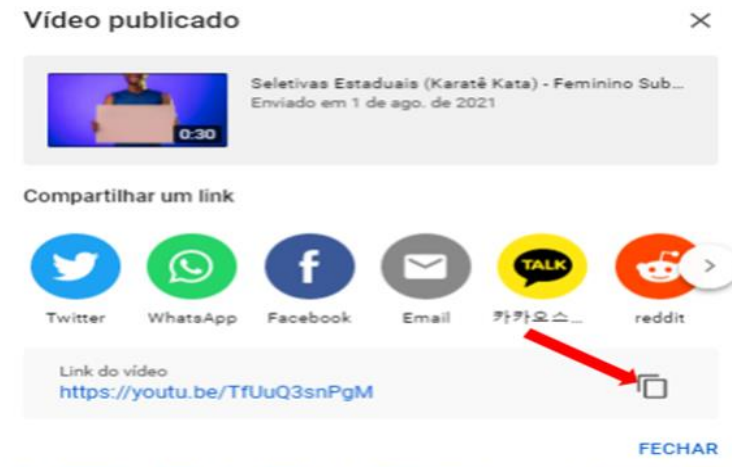 Vídeo publicado
Seletivas Estaduais (Karatê Kata) - Feminino Sub...
Enviado em 1 de ago. de 2021
0:30
Compartilhar um link
TALK
Twitter WhatsApp Facebook Email 카카오스... reddit
Link do vídeo
https://youtu.be/TfUuQ3snPgM
FECHAR